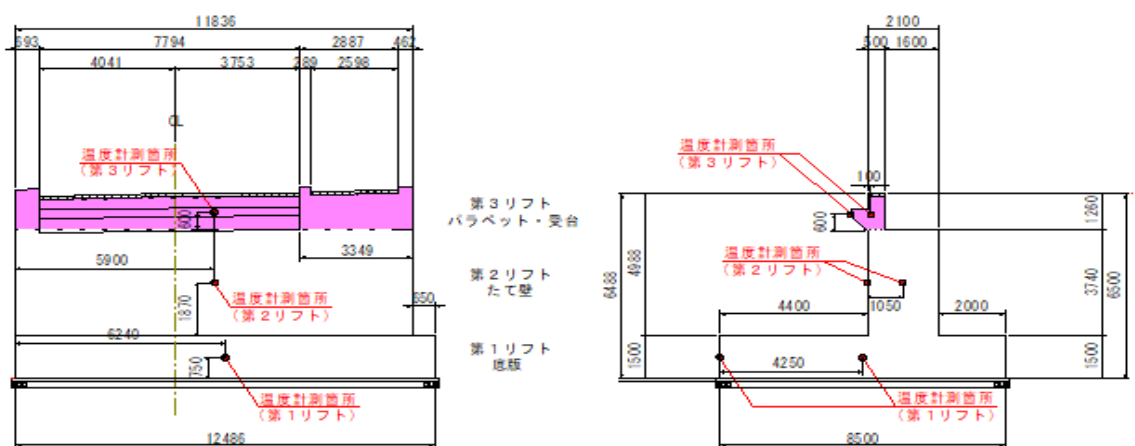 11836
693
7794
2887
462
4041
3753
289
2598
CL
温度計測箇所
(第3リフト)
600
5900
3349
650
1870
温度計測箇所
(第2リフト)
6240
750
温度計測箇所
(第1リフト)
12486
第3リフト
パラペット・受台
第2リフト
たて壁
第1リフト
底版
2100
500
1600
温度計測箇所
(第3リフト)
100
600
1260
温度計測箇所
(第2リフト)
6488
4988
4400
1050
2000
3740
6500
1500
4250
1500
温度計測箇所
(第1リフト)
8500